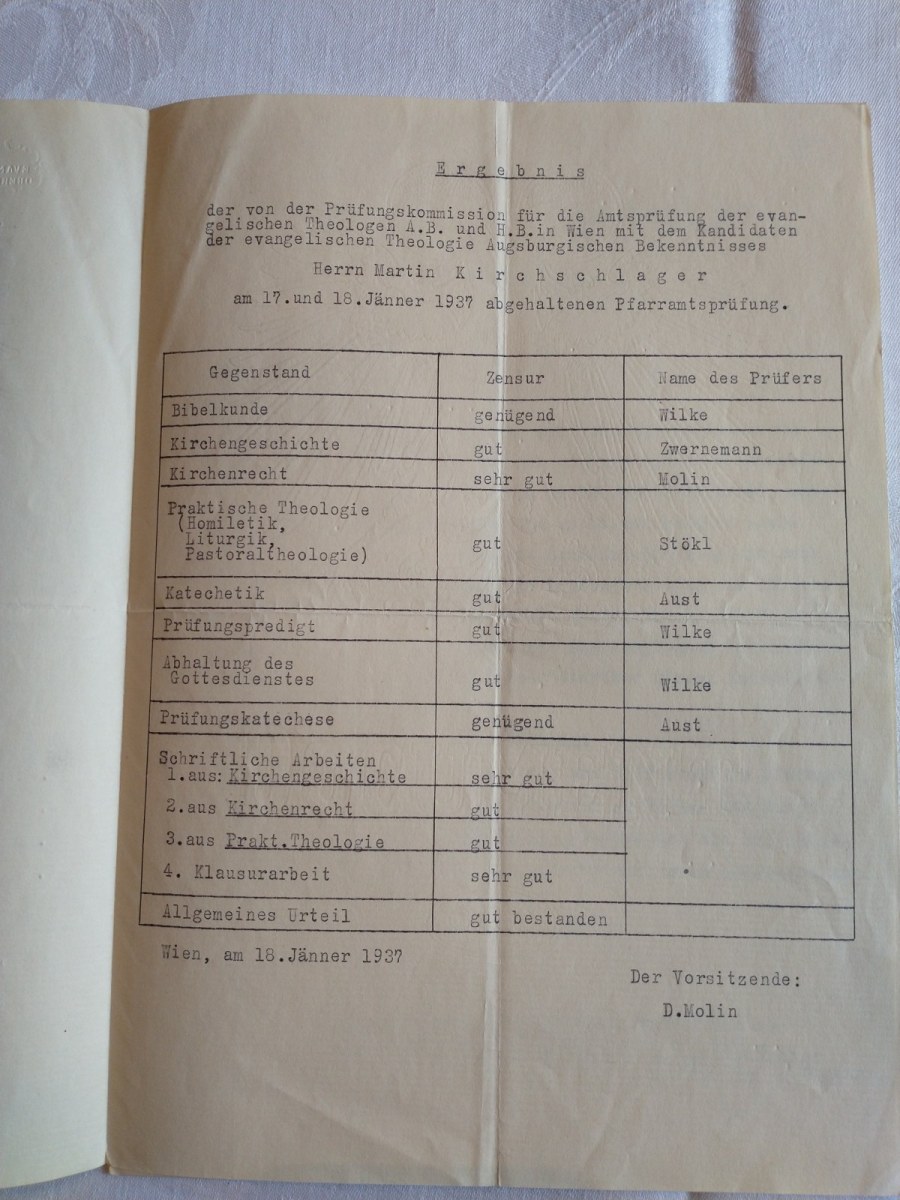 Ergebnis
der von der Prüfungskommission für die Amtsprüfung der evan-
gelischen Theologen A.B. und H.B.in Wien mit dem Kandidaten
der evangelischen Theologie Augsburgischen Bekenntnisses
Herrn Martin Kirchschlager
am 17.und 18.Jänner 1937 abgehaltenen Pfarramtsprüfung.
Gegenstand Zensur Name des Prüfers
Bibelkunde genügend Wilke
Kirchengeschichte gut Zwernemann
Kirchenrecht sehr gut Molin
Praktische Theologie
(Homiletik,
Liturgik,
Pastoraltheologie) gut Stökl
Katechetik gut Aust
Prüfungspredigt gut Wilke
Abhaltung des
Gottesdienstes gut Wilke
Prüfungskatechese genügend Aust
Schriftliche Arbeiten
1.aus: Kirchengeschichte sehr gut
2.aus Kirchenrecht gut
3.aus Prakt.Theologie gut
4. Klausurarbeit sehr gut
Allgemeines Urteil gut bestanden
Wien, am 18.Jänner 1937
Der Vorsitzende:
D.Molin